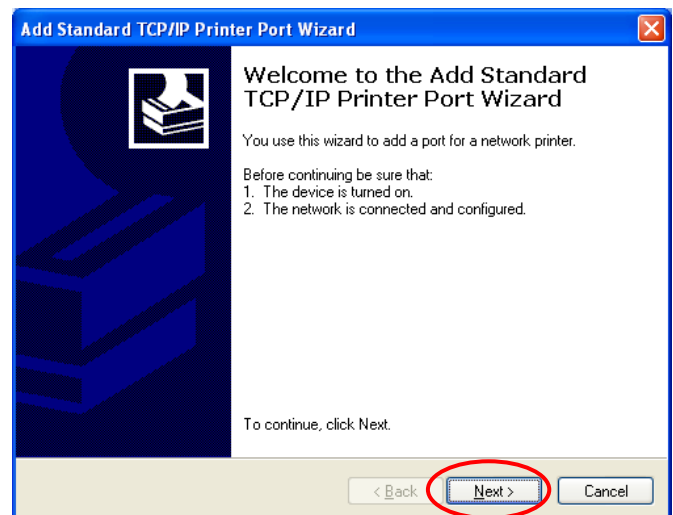 Add Standard TCP/IP Printer Port Wizard
Welcome to the Add Standard
TCP/IP Printer Port Wizard
You use this wizard to add a port for a network printer.
Before continuing be sure that:
1. The device is turned on.
2. The network is connected and configured.
To continue, click Next.
< Back Next > Cancel